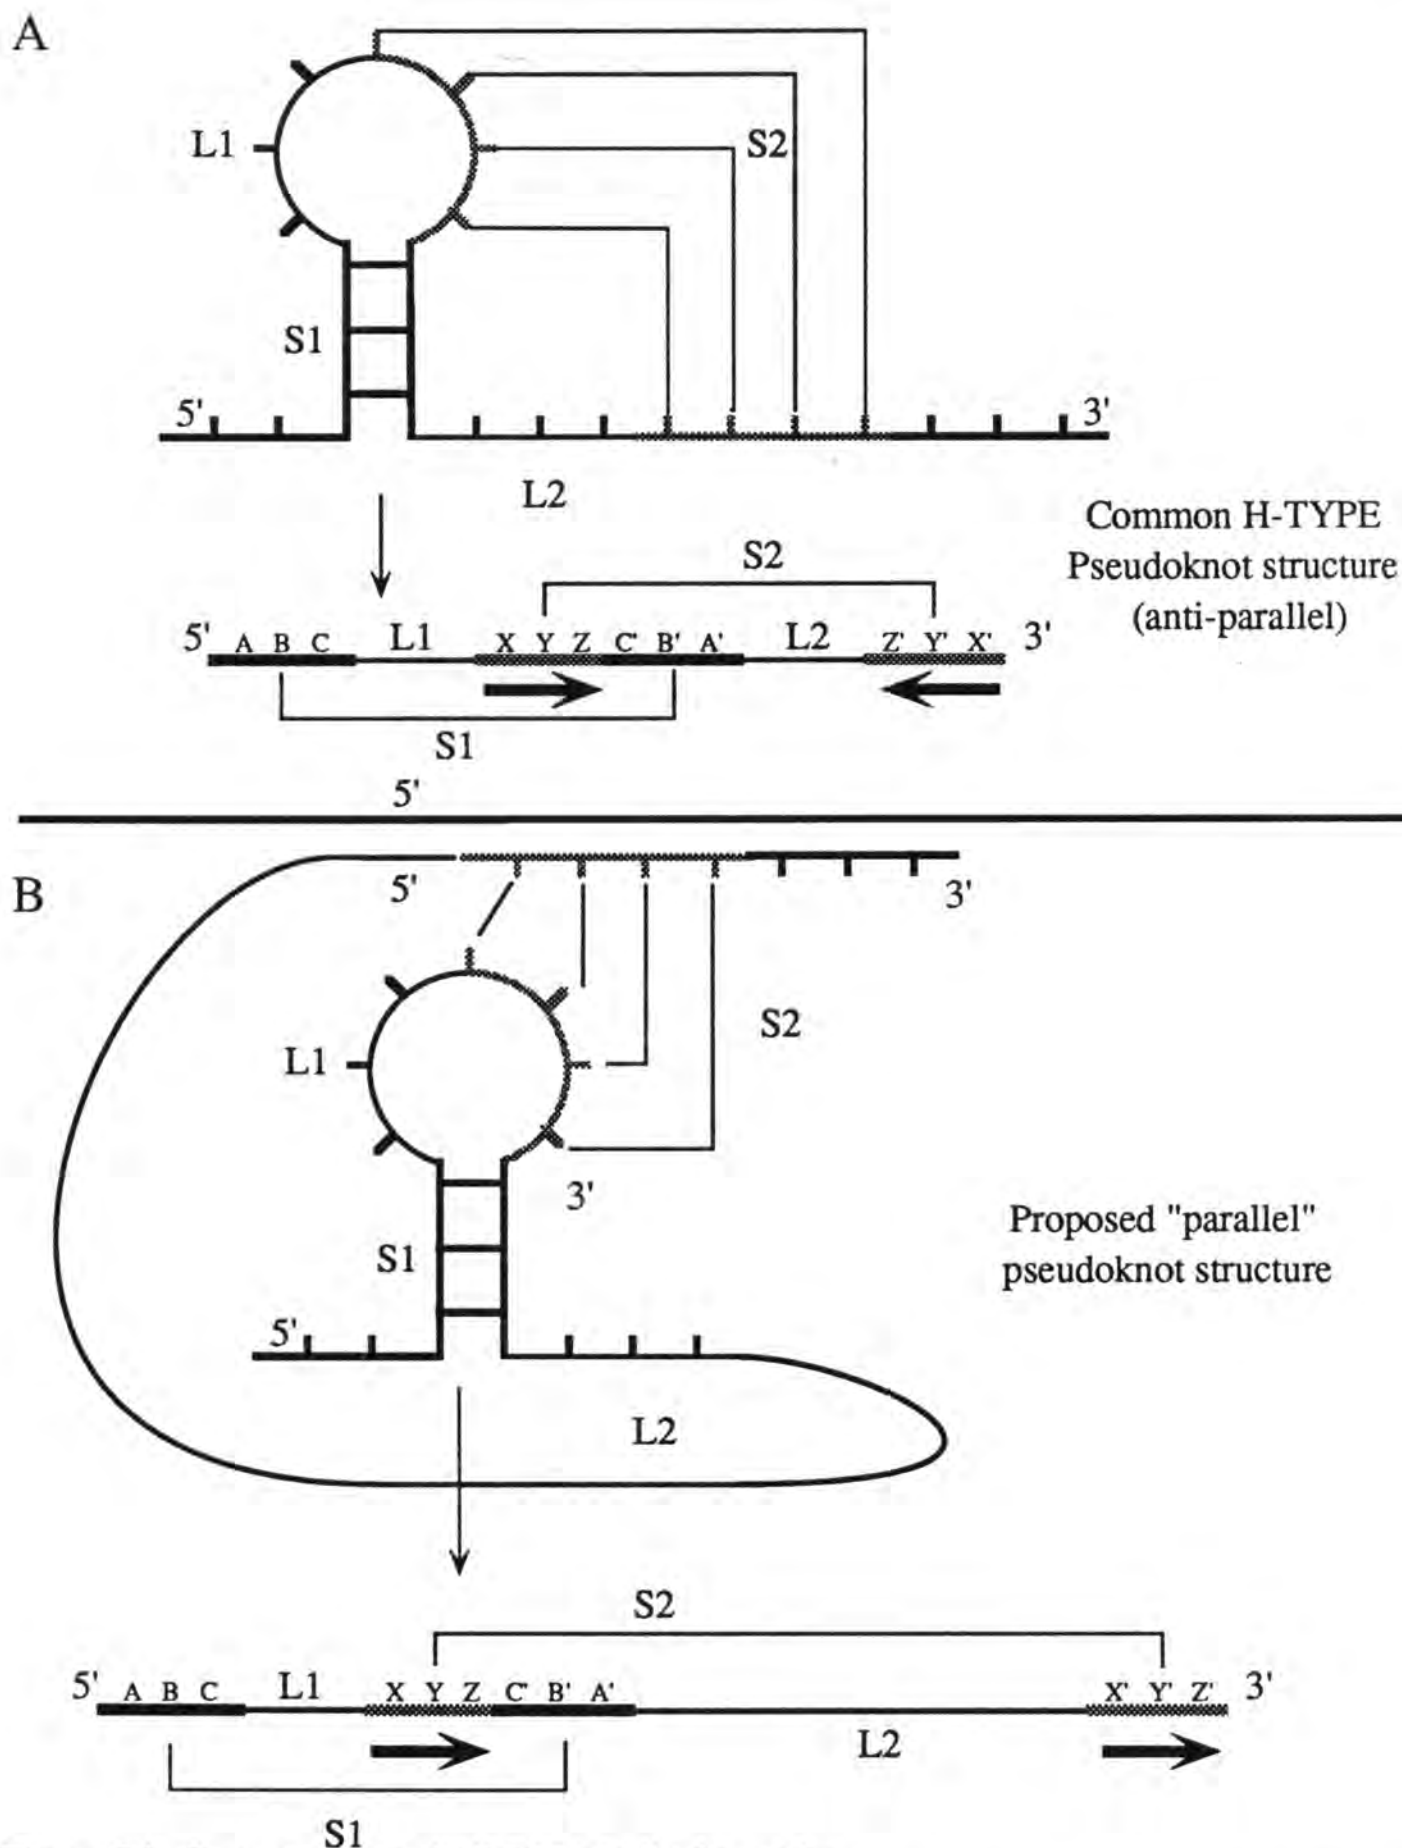 A
L1
S2
S1
5'
3'
L2
Common H-TYPE
Pseudoknot structure
(anti-parallel)
S2
5' A B C L1 X Y Z C' B' A' L2 Z' Y' X' 3'
S1
5'
B
5'
3'
L1
S2
3'
S1
Proposed "parallel"
pseudoknot structure
5'
L2
S2
5' A B C L1 X Y Z C' B' A' X' Y' Z' 3'
L2
S1